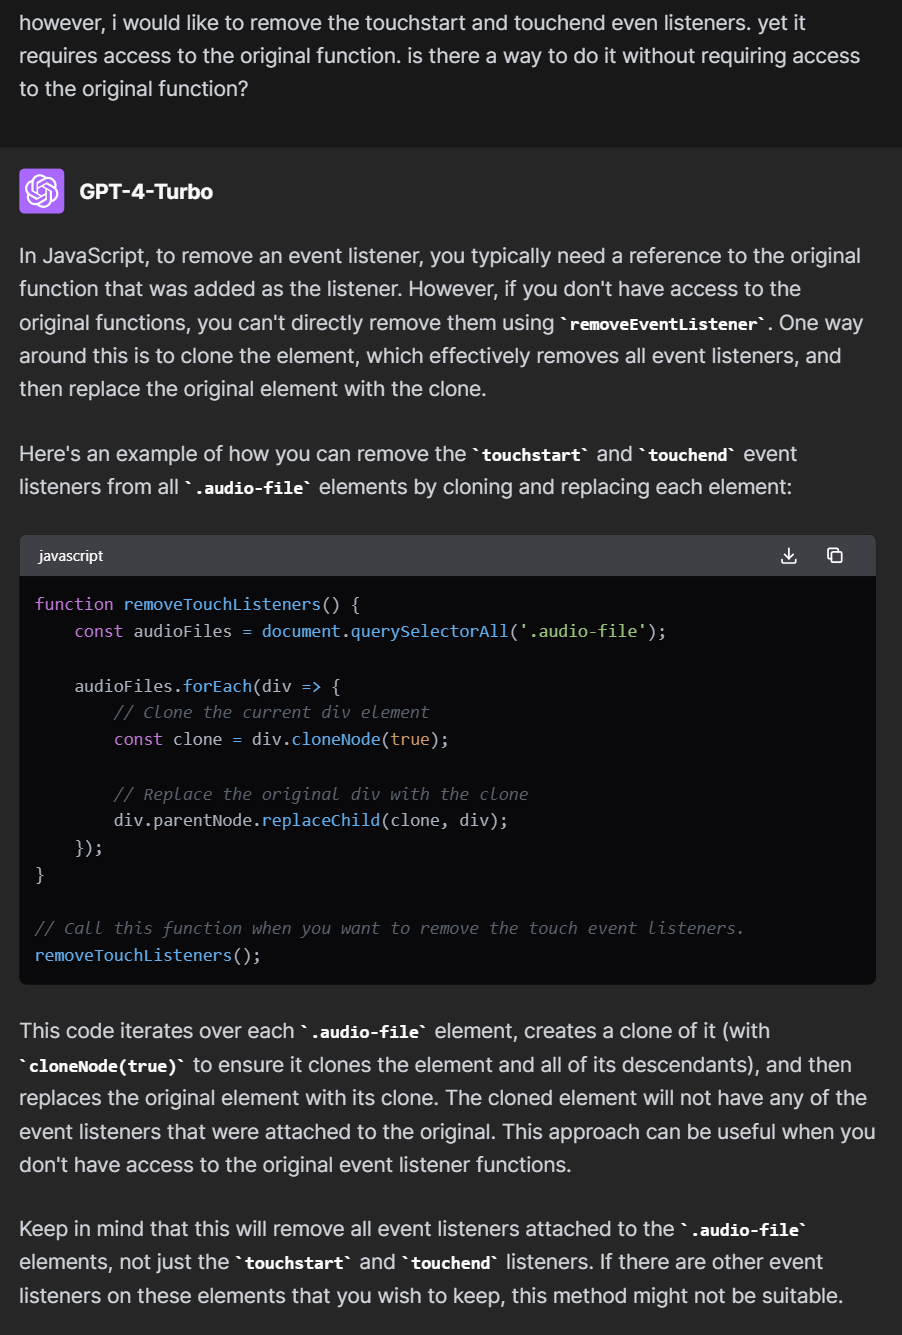 however, i would like to remove the touchstart and touchend even listeners. yet it
requires access to the original function. is there a way to do it without requiring access
to the original function?
GPT-4-Turbo
In JavaScript, to remove an event listener, you typically need a reference to the original
function that was added as the listener. However, if you don't have access to the
original functions, you can't directly remove them using `removeEventListener`. One way
around this is to clone the element, which effectively removes all event listeners, and
then replace the original element with the clone.
Here's an example of how you can remove the `touchstart` and `touchend` event
listeners from all `.audio-file` elements by cloning and replacing each element:
javascript
function removeTouchListeners() {
    const audioFiles = document.querySelectorAll('.audio-file');
    audioFiles.forEach(div => {
        // Clone the current div element
        const clone = div.cloneNode(true);
        // Replace the original div with the clone
        div.parentNode.replaceChild(clone, div);
    });
}
// Call this function when you want to remove the touch event listeners.
removeTouchListeners();
This code iterates over each `.audio-file` element, creates a clone of it (with
`cloneNode(true)` to ensure it clones the element and all of its descendants), and then
replaces the original element with its clone. The cloned element will not have any of the
event listeners that were attached to the original. This approach can be useful when you
don't have access to the original event listener functions.
Keep in mind that this will remove all event listeners attached to the `.audio-file`
elements, not just the `touchstart` and `touchend` listeners. If there are other event
listeners on these elements that you wish to keep, this method might not be suitable.